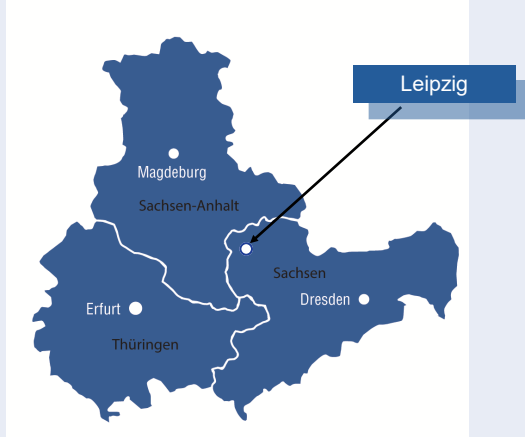 Leipzig
Magdeburg
Sachsen-Anhalt
Sachsen
Dresden
Erfurt
Thüringen